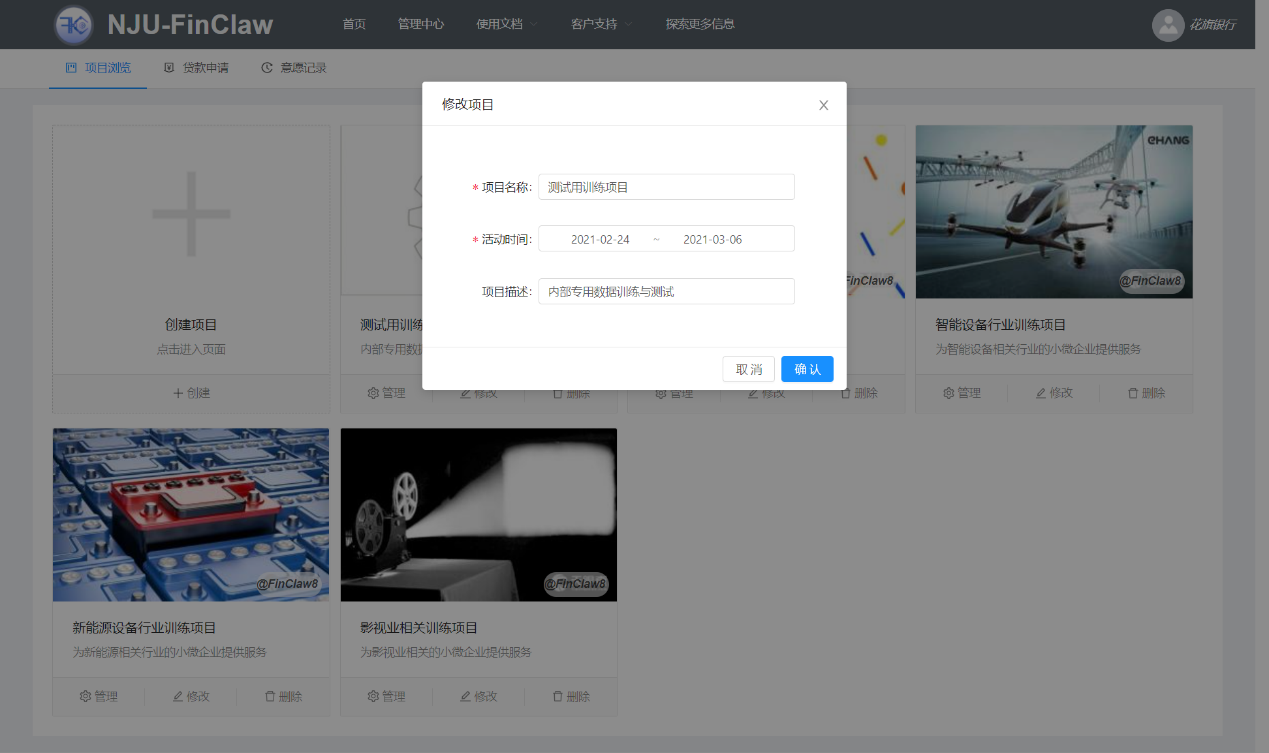 NJU-FinClaw 首页 管理中心 使用文档 客户支持 探索更多信息 花旗银行
项目浏览 贷款申请 意愿记录
修改项目
* 项目名称: 测试用训练项目
* 活动时间: 2021-02-24 ~ 2021-03-06
项目描述: 内部专用数据训练与测试
取 消 确 认
EHANG
FinClaw8 @FinClaw8
创建项目 测试用训练 智能设备行业训练项目
点击进入页面 内部专用数据 为智能设备相关行业的小微企业提供服务
创建 管理 修改 删除 管理 修改 删除 管理 修改 删除
@FinClaw8 @FinClaw8
新能源设备行业训练项目 影视业相关训练项目
为新能源相关行业的小微企业提供服务 为影视业相关的小微企业提供服务
管理 修改 删除 管理 修改 删除